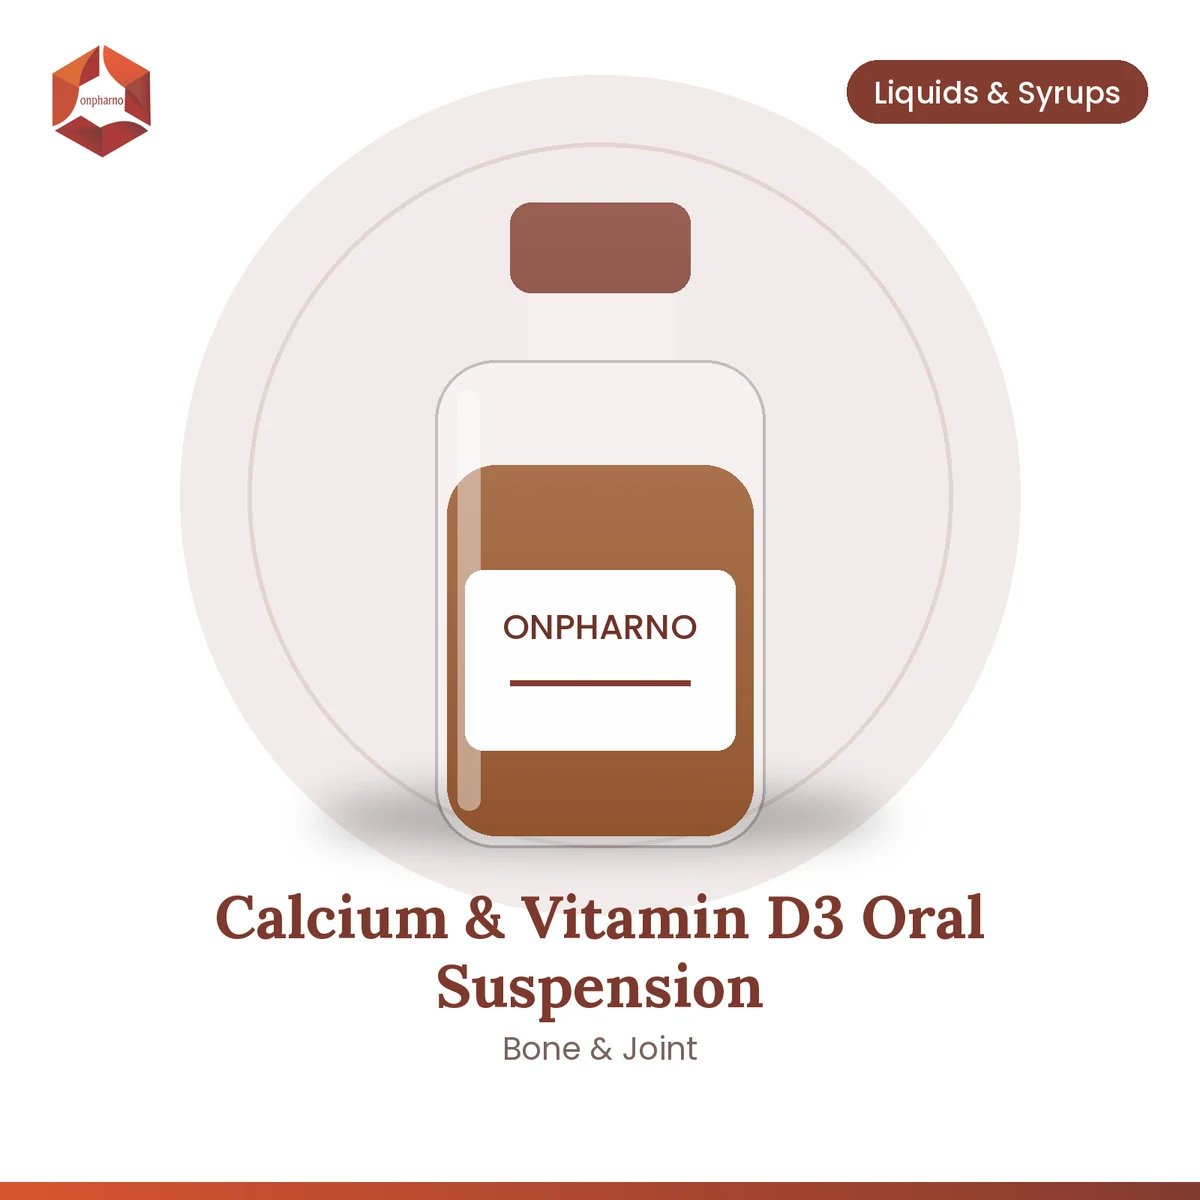 onpharno
Liquids & Syrups
ONPHARNO
Calcium & Vitamin D3 Oral
Suspension
Bone & Joint